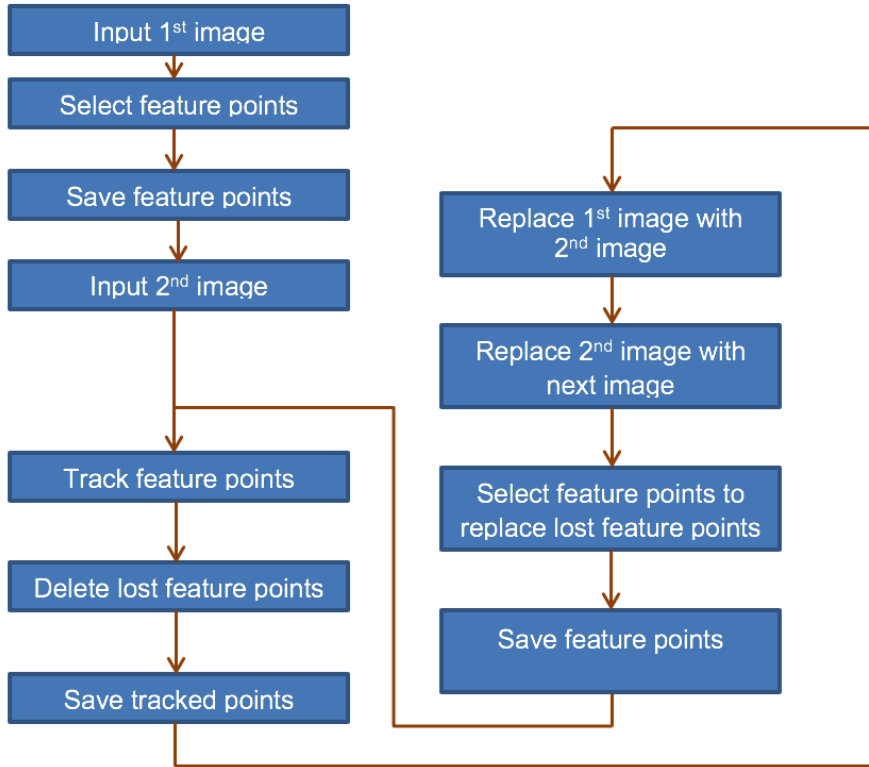 Input 1st image
Select feature points
Save feature points
Input 2nd image
Track feature points
Delete lost feature points
Save tracked points
Replace 1st image with
2nd image
Replace 2nd image with
next image
Select feature points to
replace lost feature points
Save feature points